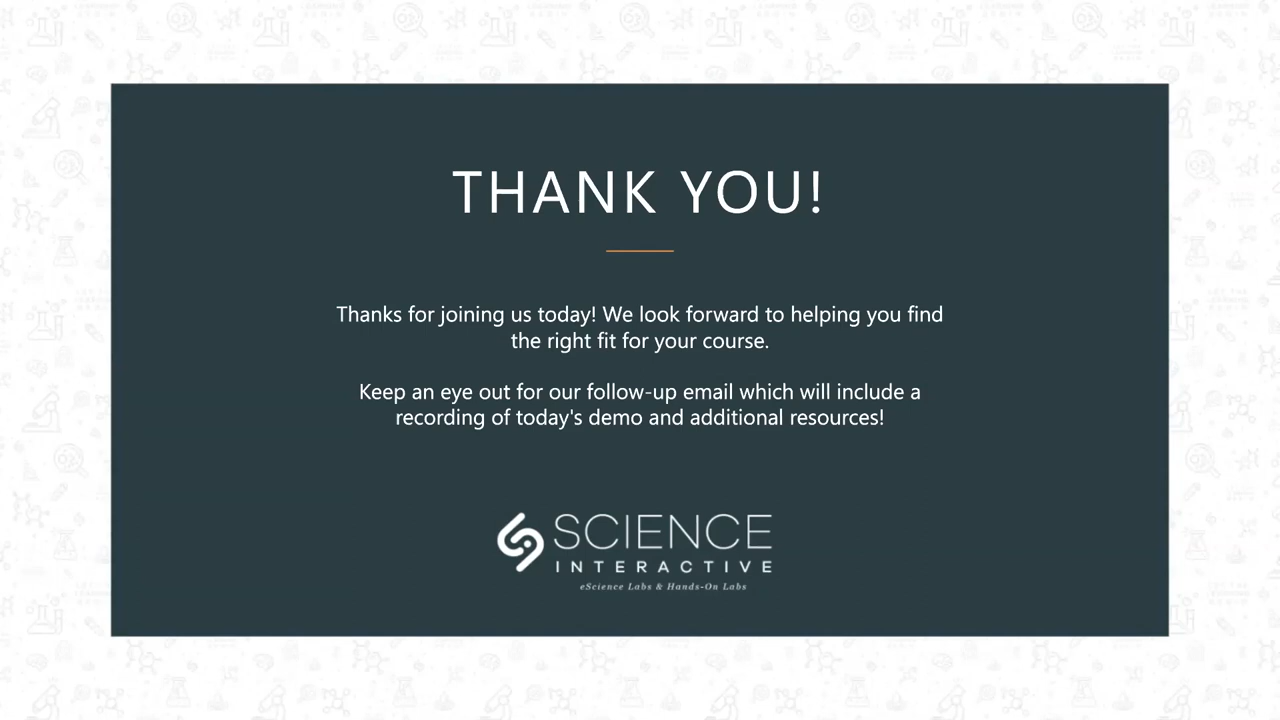 THANK YOU!
Thanks for joining us today! We look forward to helping you find
the right fit for your course.
Keep an eye out for our follow-up email which will include a
recording of today's demo and additional resources!
SCIENCE
INTERACTIVE
eScience Labs & Hands-On Labs